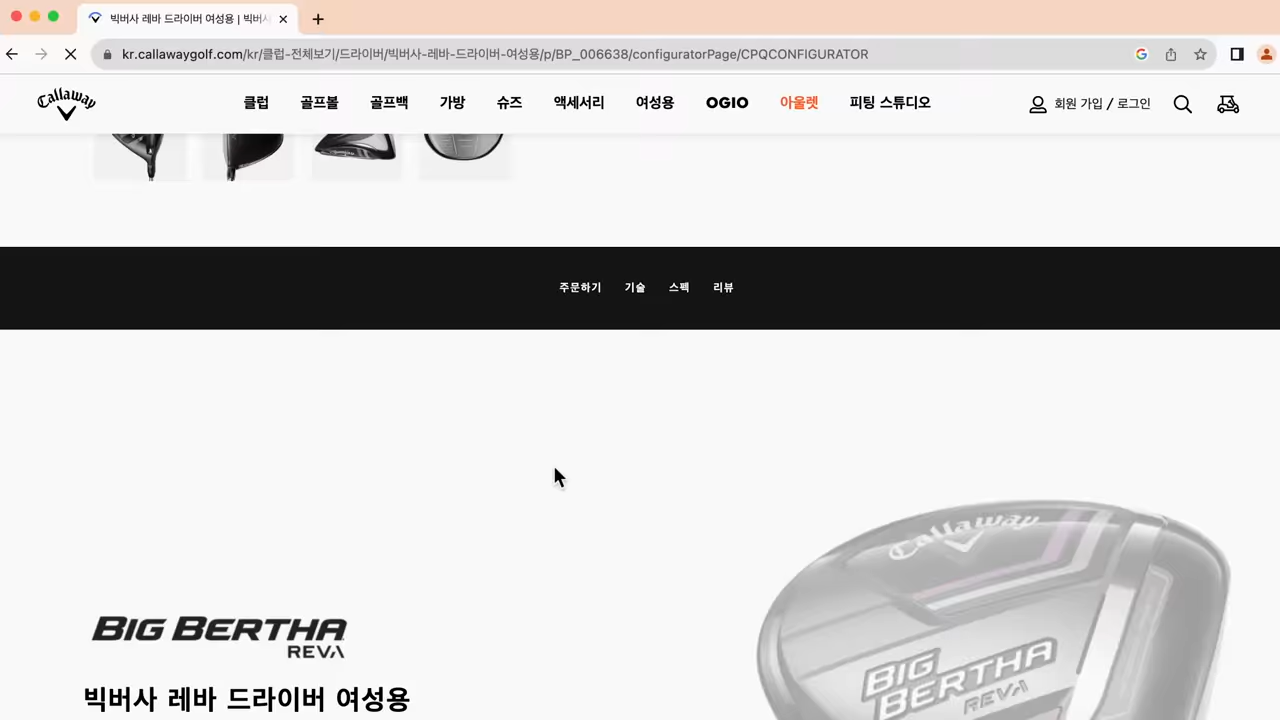 빅버사 레바 드라이버 여성용 | 빅버사
kr.callawaygolf.com/kr/클럽-전체보기/드라이버/빅버사-레바-드라이버-여성용/p/BP_006638/configuratorPage/CPQCONFIGURATOR
Callaway
클럽 골프볼 골프백 가방 슈즈 액세서리 여성용 OGIO 아울렛 피팅 스튜디오
회원 가입 / 로그인
주문하기 기술 스펙 리뷰
Callaway
BIG BERTHA
REVA
BIG
BERTHA
REVA
빅버사 레바 드라이버 여성용